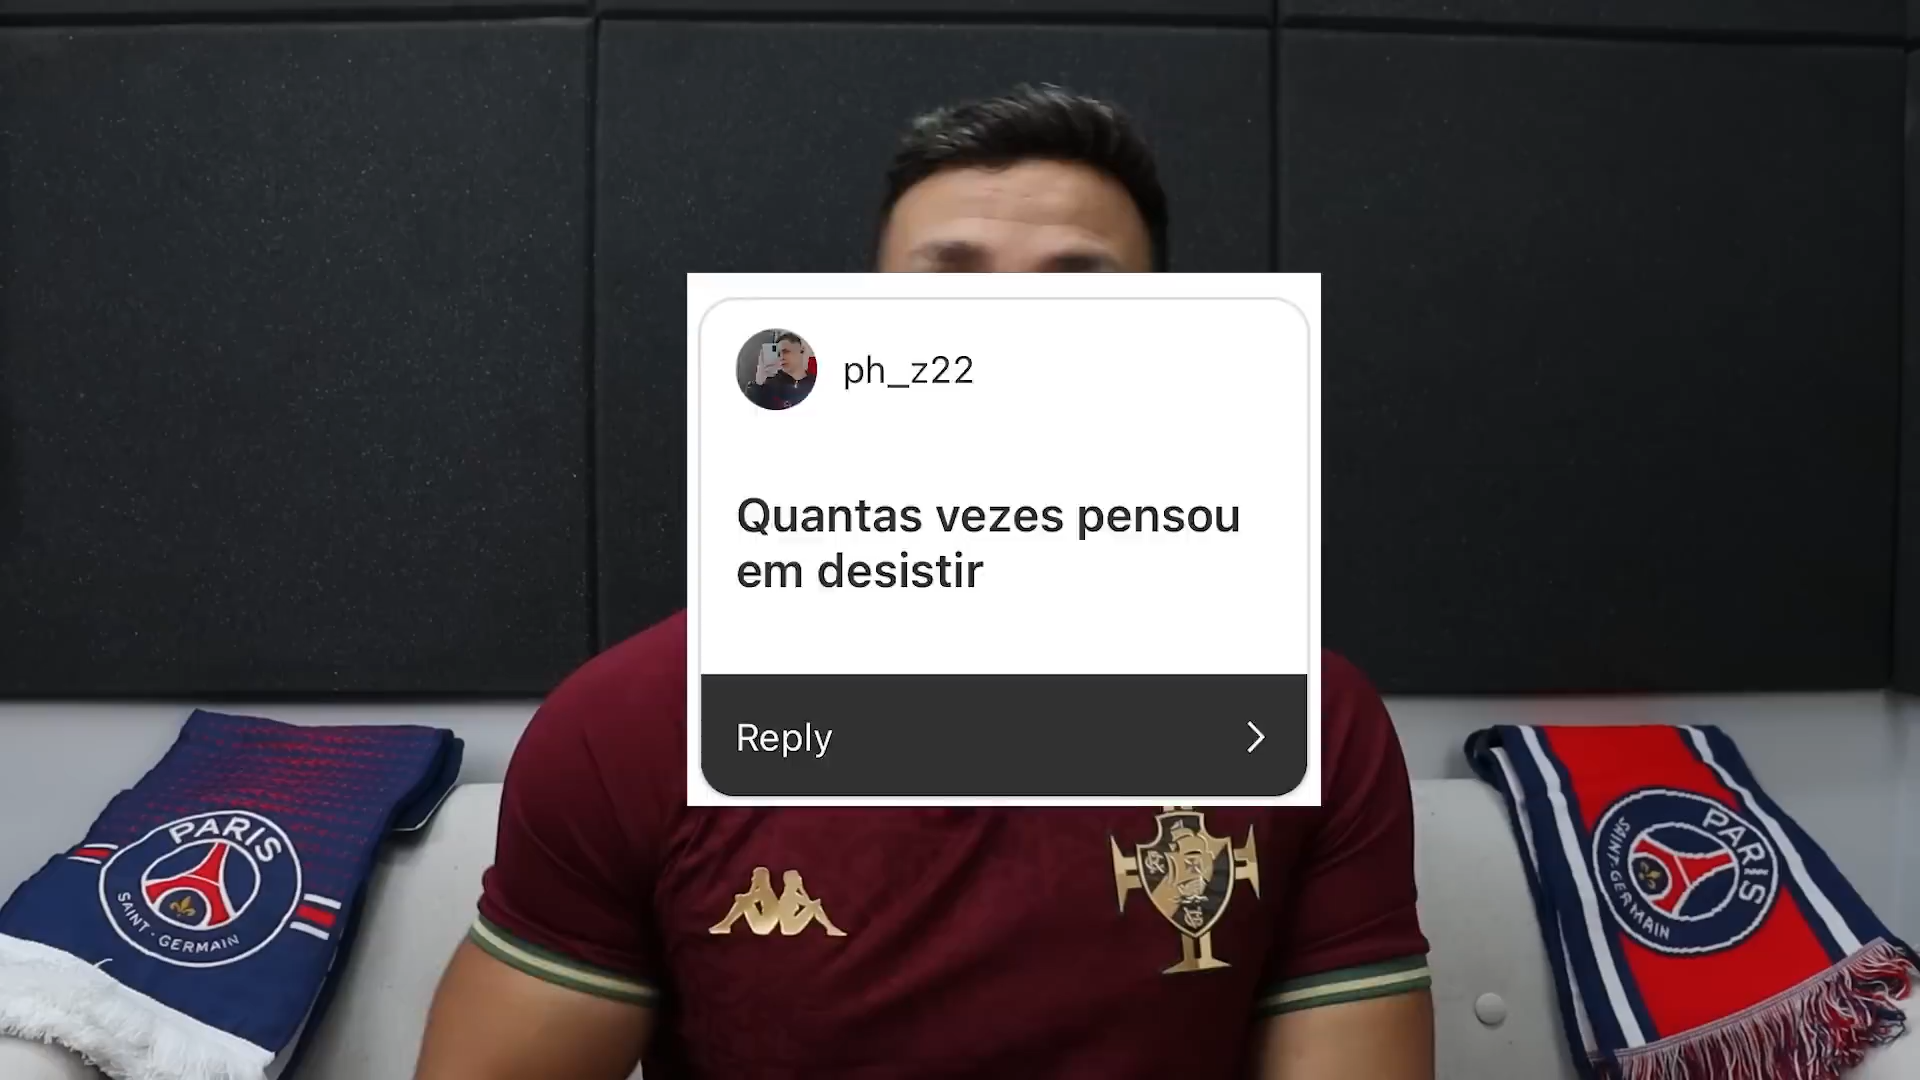 ph_z22
Quantas vezes pensou
em desistir
Reply
PARIS
SAINT-GERMAIN
PARIS
SAINT-GERMAIN